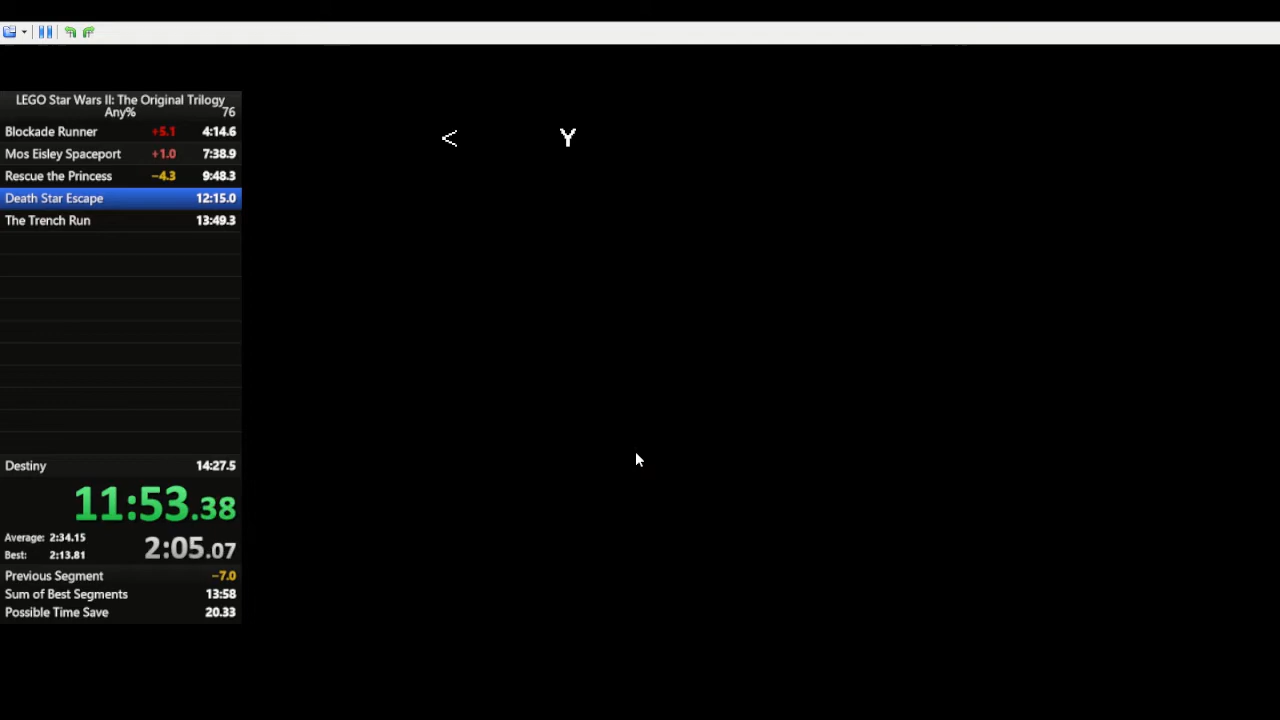 LEGO Star Wars II: The Original Trilogy
Any% 76
Blockade Runner +5.1 4:14.6
Mos Eisley Spaceport +1.0 7:38.9
Rescue the Princess −4.3 9:48.3
Death Star Escape 12:15.0
The Trench Run 13:49.3
Destiny 14:27.5
11:53.38
Average: 2:34.15
Best: 2:13.81
2:05.07
Previous Segment −7.0
Sum of Best Segments 13:58
Possible Time Save 20.33
< Y